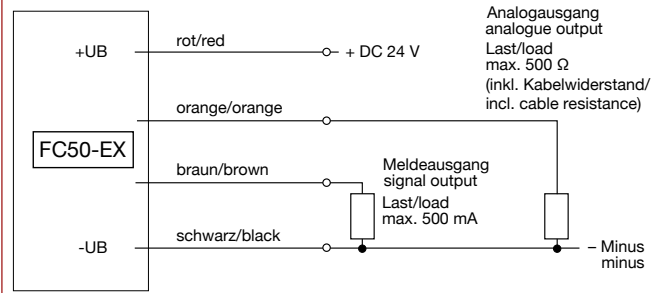 Analogausgang
analogue output
Last/load
max. 500 Ω
(inkl. Kabelwiderstand/
incl. cable resistance)
+UB
rot/red
+ DC 24 V
orange/orange
FC50-EX
braun/brown
Meldeausgang
signal output
Last/load
max. 500 mA
-UB
schwarz/black
– Minus
minus